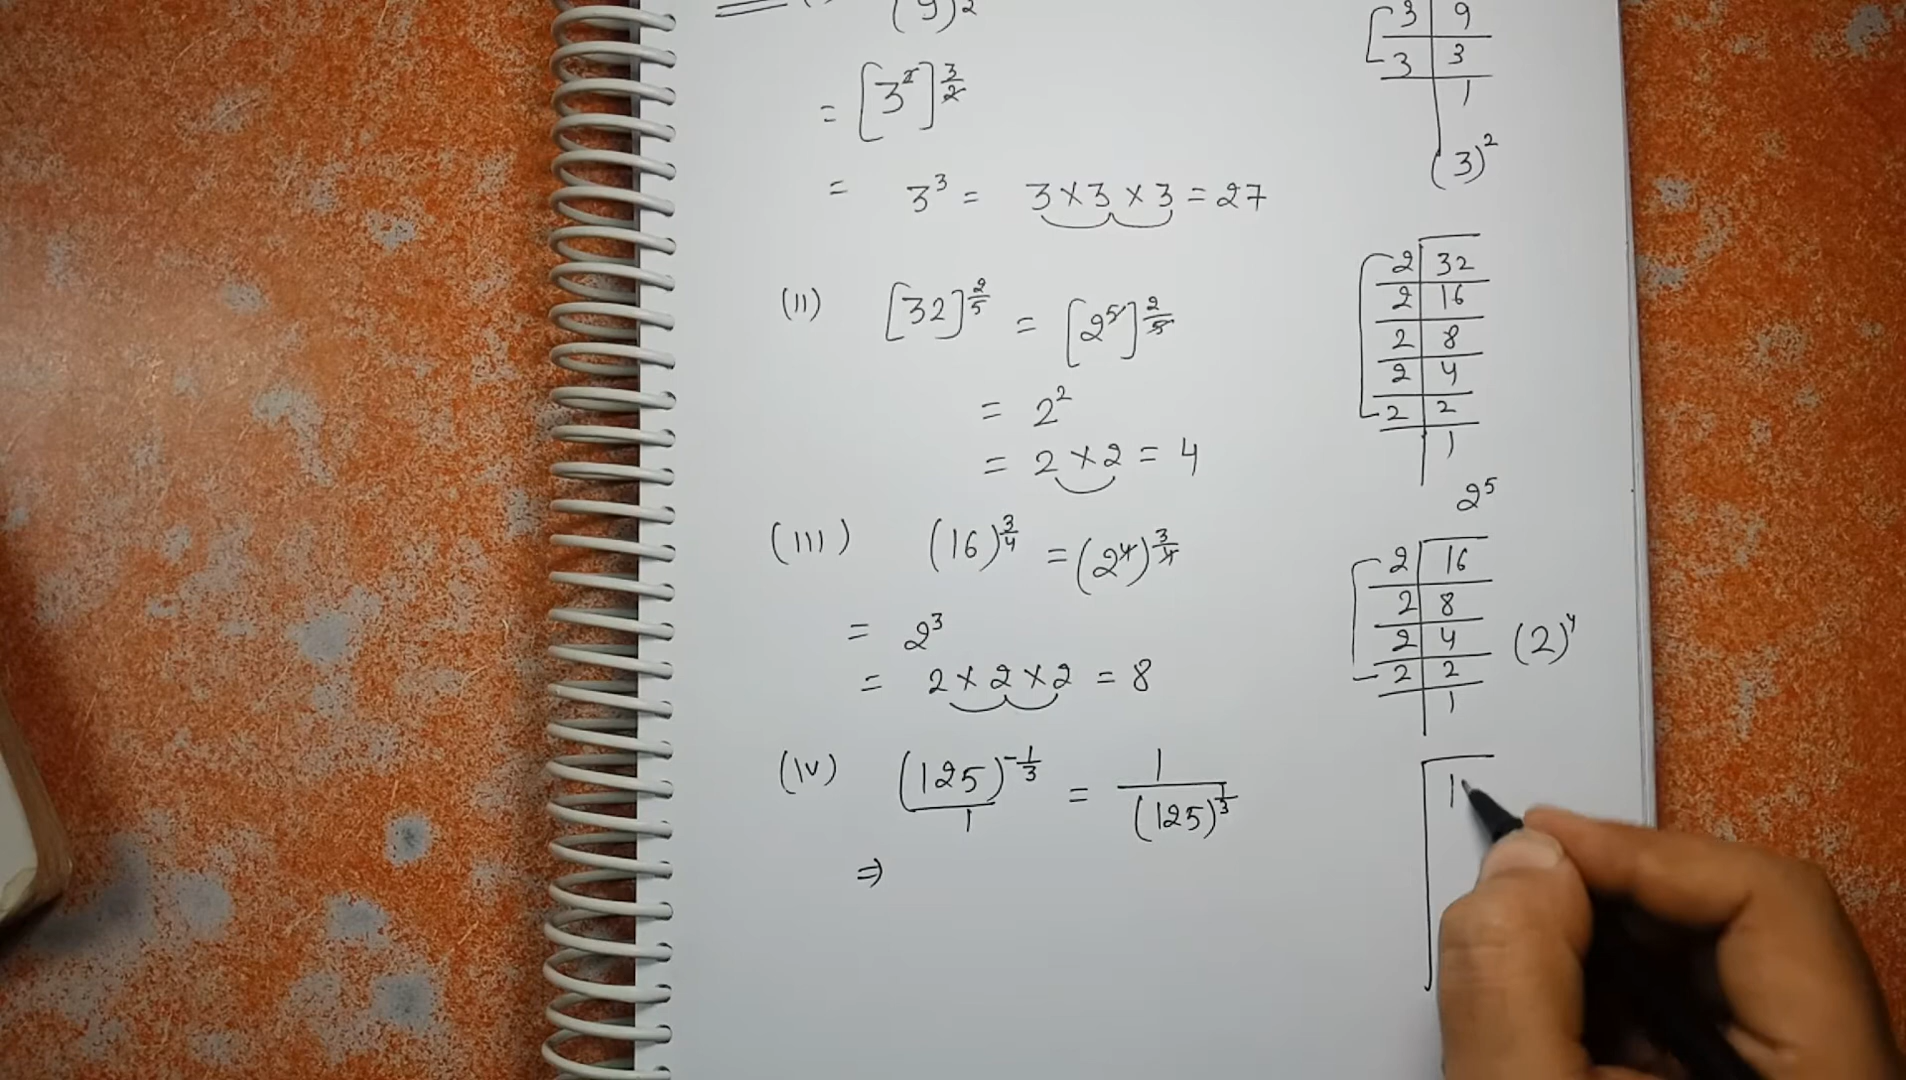 (9)^2
= [3^2]^{3/2}
= 3^3 = 3×3×3 = 27
(II) [32]^{2/5} = [2^5]^{2/5}
= 2^2
= 2×2 = 4
(III) (16)^{3/4} = (2^4)^{3/4}
= 2^3
= 2×2×2 = 8
(IV) (125)^{-1/3}/1 = 1/(125)^{1/3}
⇒
3 | 9
3 | 3
1
(3)^2
2 | 32
2 | 16
2 | 8
2 | 4
2 | 2
1
2^5
2 | 16
2 | 8
2 | 4 (2)^4
2 | 2
1
1